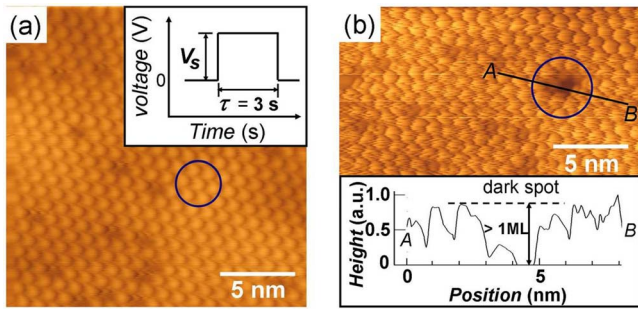 (a)
voltage (V)
V_S
0
τ = 3 s
Time (s)
5 nm
(b)
A
B
5 nm
dark spot
1.0
0.5
0
Height (a.u.)
A
> 1ML
B
0
5
Position (nm)